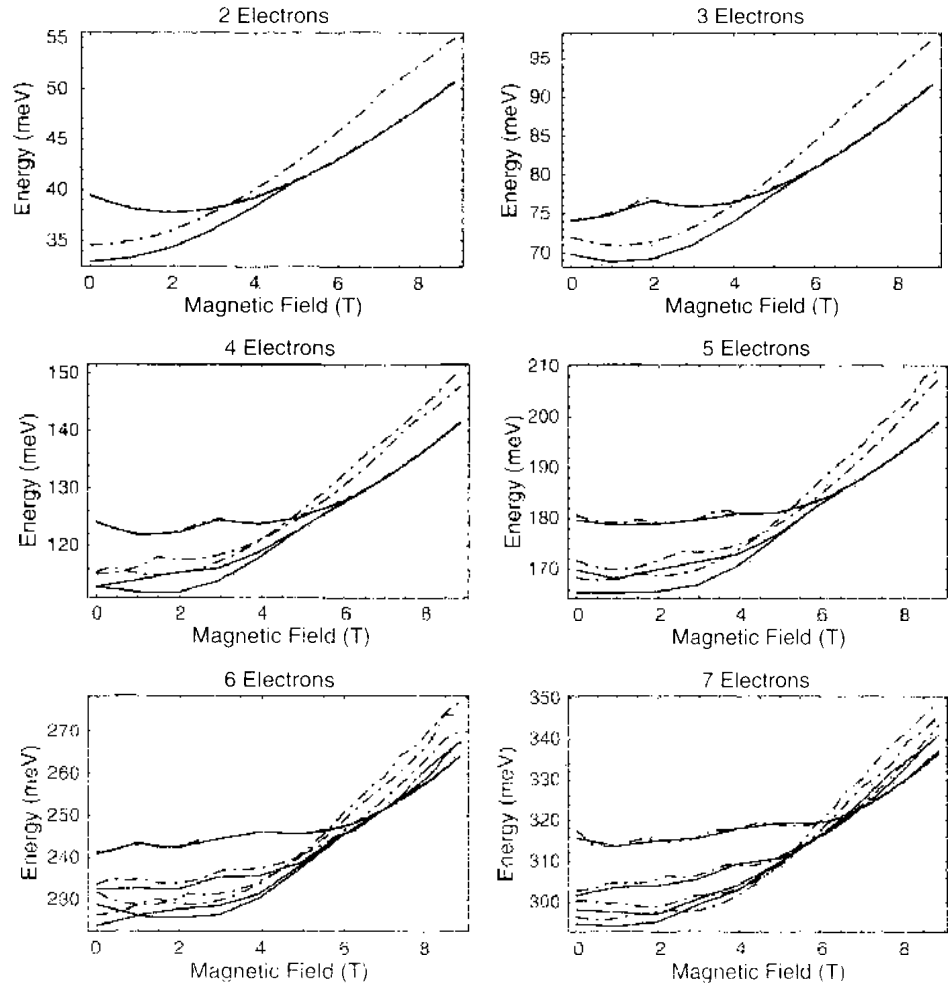 2 Electrons
Energy (meV)
55
50
45
40
35
0 2 4 6 8
Magnetic Field (T)
3 Electrons
Energy (meV)
95
90
85
80
75
70
0 2 4 6 8
Magnetic Field (T)
4 Electrons
Energy (meV)
150
140
130
120
0 2 4 6 8
Magnetic Field (T)
5 Electrons
Energy (meV)
210
200
190
180
170
0 2 4 6 8
Magnetic Field (T)
6 Electrons
Energy (meV)
270
260
250
240
230
0 2 4 6 8
Magnetic Field (T)
7 Electrons
Energy (meV)
350
340
330
320
310
300
0 2 4 6 8
Magnetic Field (T)